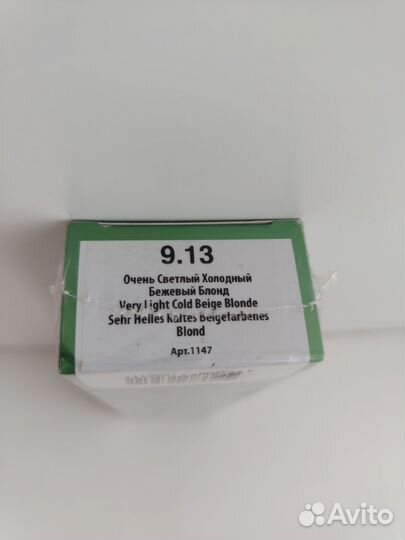 9.13
Очень Светлый Холодный
Бежевый Блонд
Very Light Cold Beige Blonde
Sehr Helles Kaltes Beigefarbenes
Blond
Арт.1147
Avito